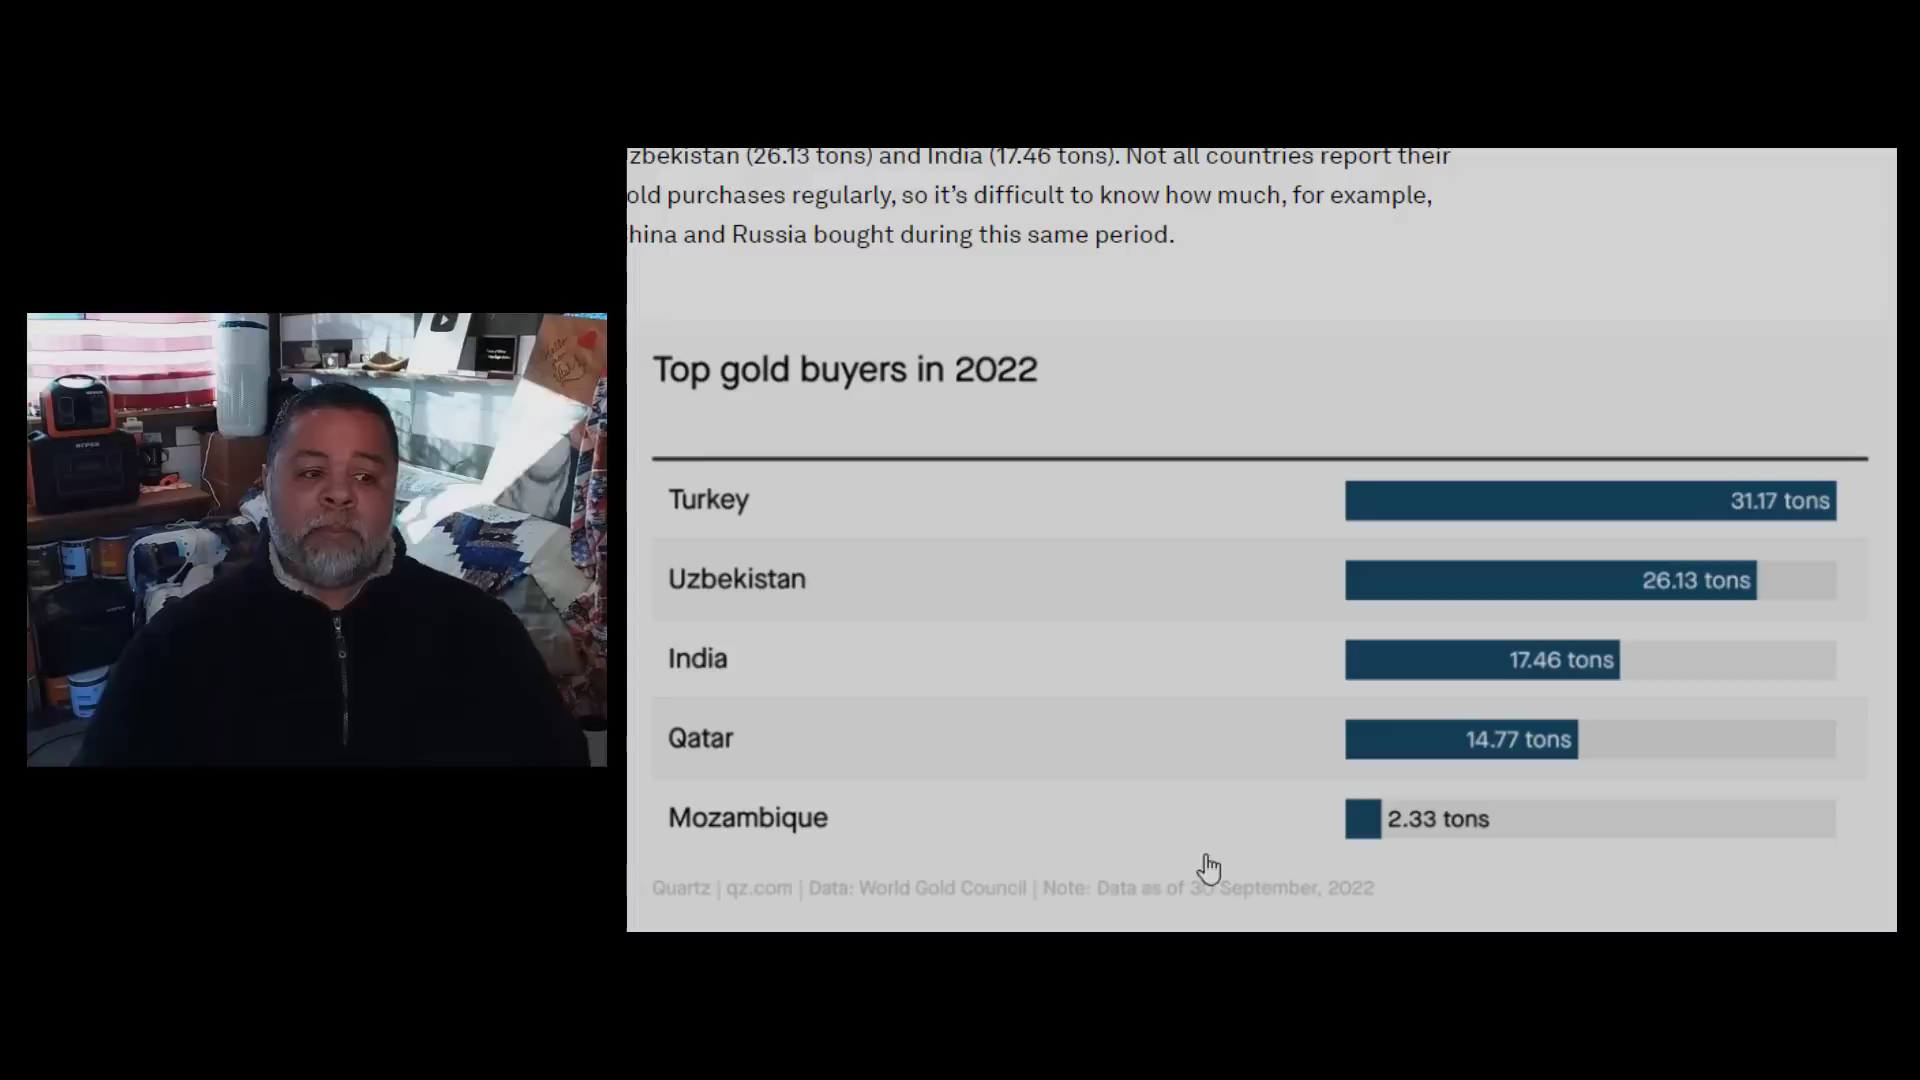 zbekistan (26.13 tons) and India (17.46 tons). Not all countries report their
old purchases regularly, so it's difficult to know how much, for example,
hina and Russia bought during this same period.
Top gold buyers in 2022
Turkey 31.17 tons
Uzbekistan 26.13 tons
India 17.46 tons
Qatar 14.77 tons
Mozambique 2.33 tons
Quartz | qz.com | Data: World Gold Council | Note: Data as of 30 September, 2022